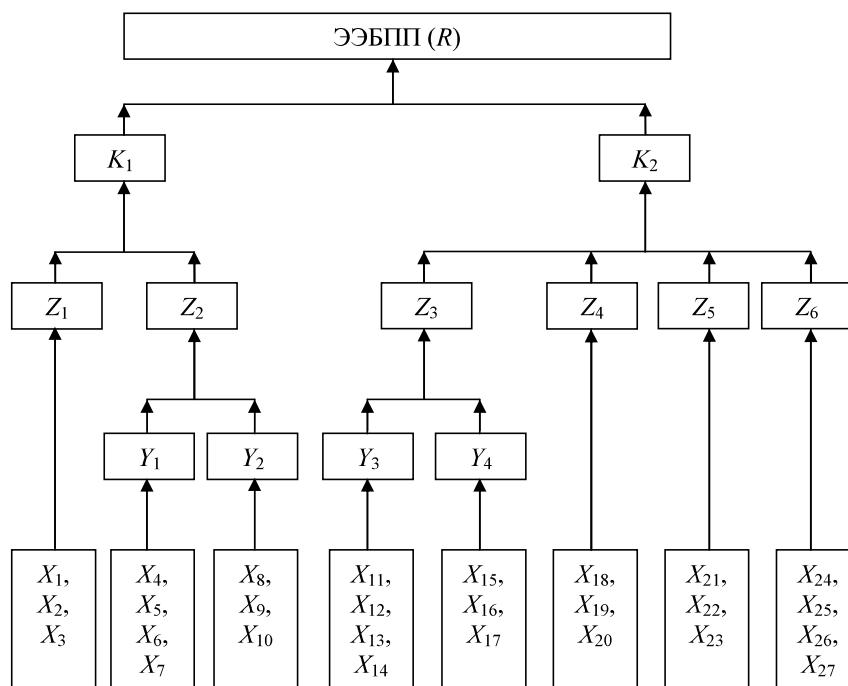 ЭЭБПП (R)
K₁
K₂
Z₁
Z₂
Z₃
Z₄
Z₅
Z₆
Y₁
Y₂
Y₃
Y₄
X₁,
X₂,
X₃
X₄,
X₅,
X₆,
X₇
X₈,
X₉,
X₁₀
X₁₁,
X₁₂,
X₁₃,
X₁₄
X₁₅,
X₁₆,
X₁₇
X₁₈,
X₁₉,
X₂₀
X₂₁,
X₂₂,
X₂₃
X₂₄,
X₂₅,
X₂₆,
X₂₇